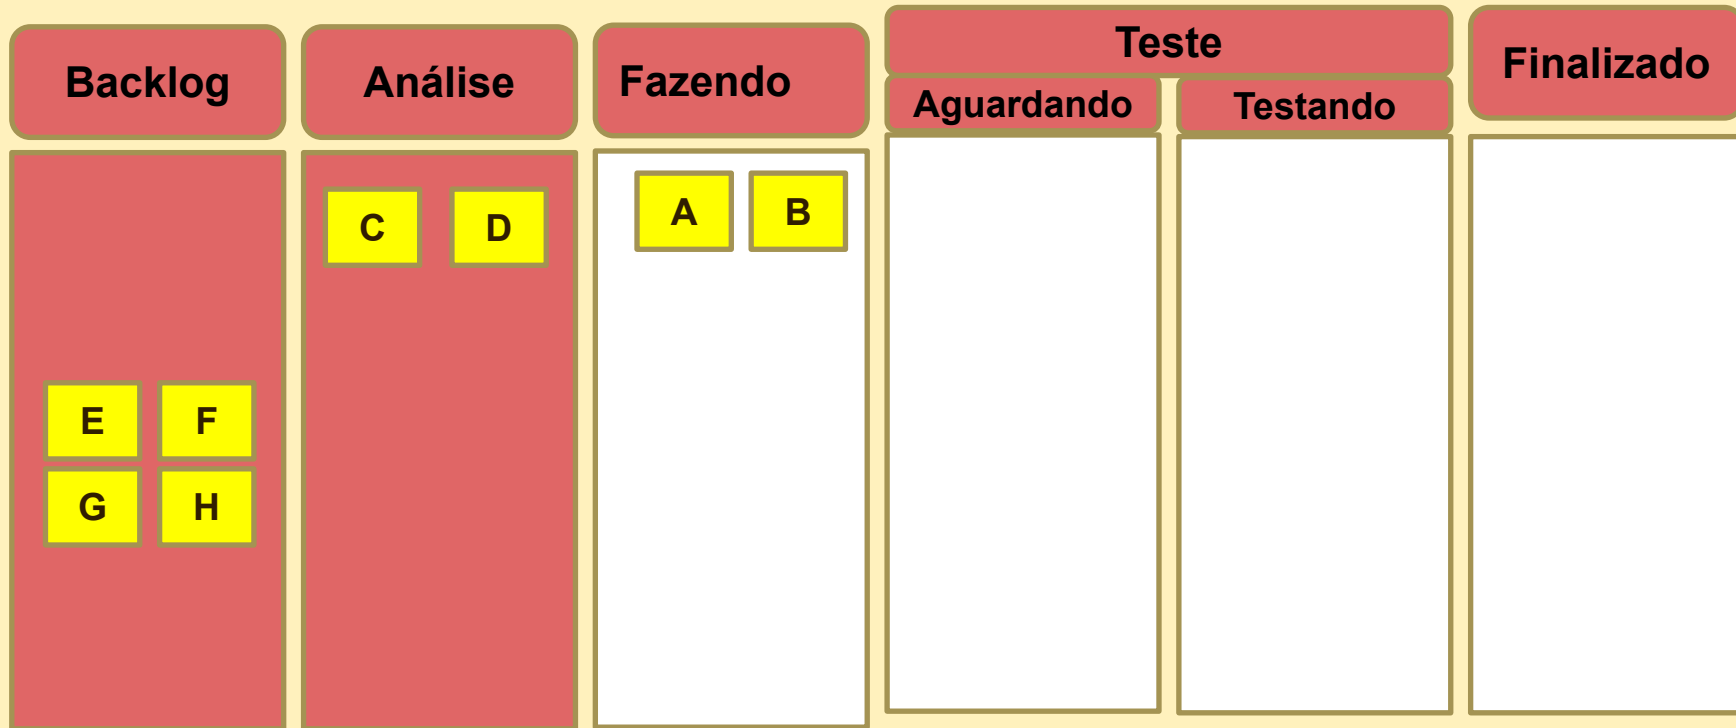 Backlog
Análise
Fazendo
Teste
Aguardando
Testando
Finalizado
C D
A B
E F
G H